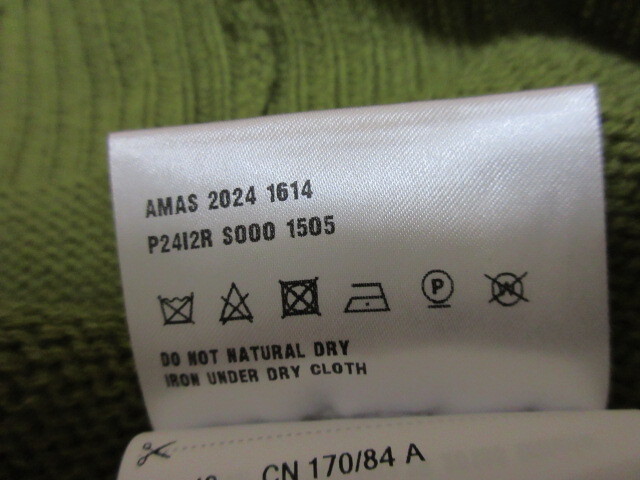 AMAS 2024 1614
P24I2R S000 1505
P W
DO NOT NATURAL DRY
IRON UNDER DRY CLOTH
CN 170/84 A